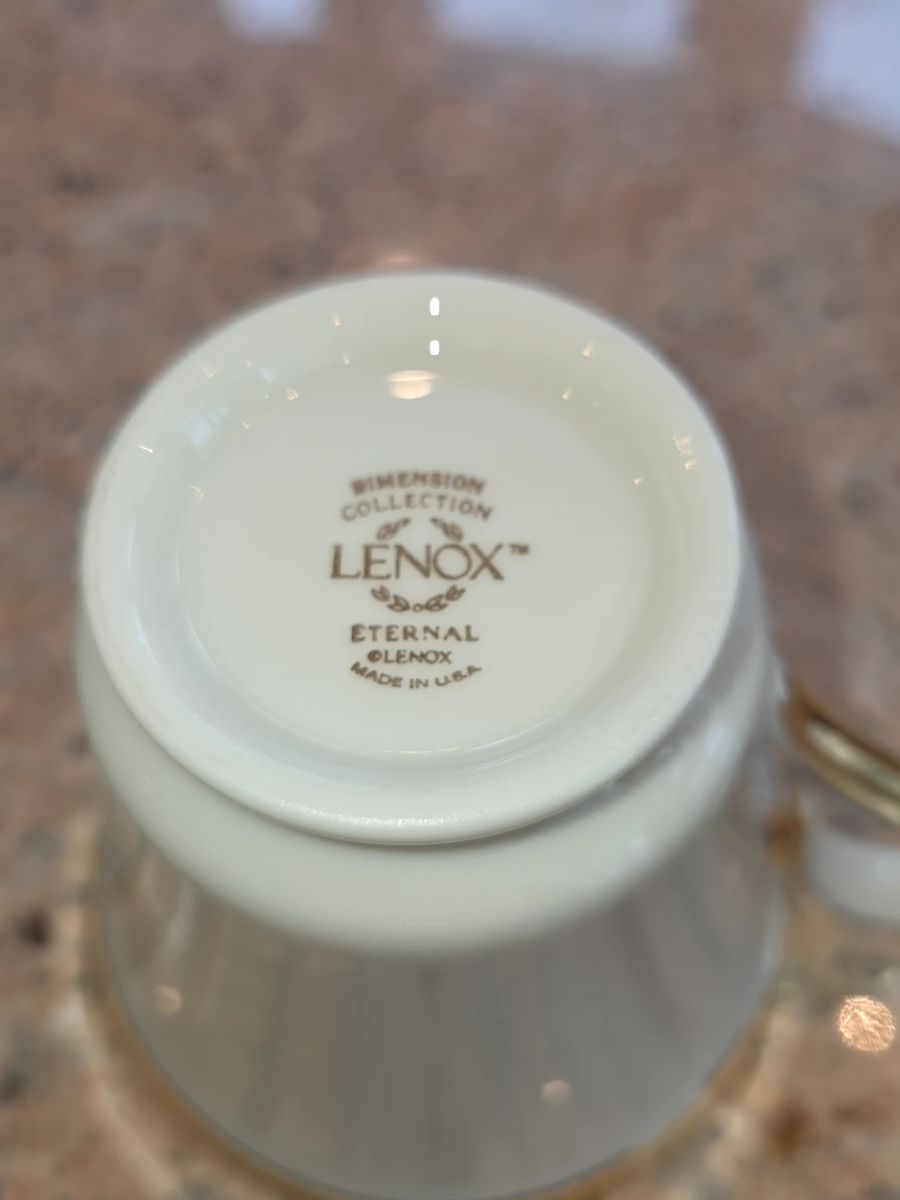 DIMENSION
COLLECTION
LENOX™
ETERNAL
©LENOX
MADE IN U.S.A